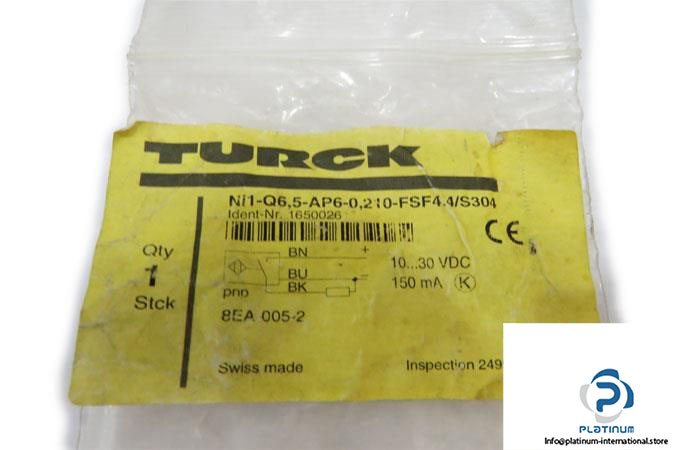 TURCK
Ni1-Q6,5-AP6-0,210-FSF4.4/S304
Ident-Nr. 1650026
CE
Qty
1
Stck
BN +
BU -
BK
pnp
10...30 VDC
150 mA K
8EA 005-2
Swiss made
Inspection 249
P
PLATINUM
Info@platinum-international.store